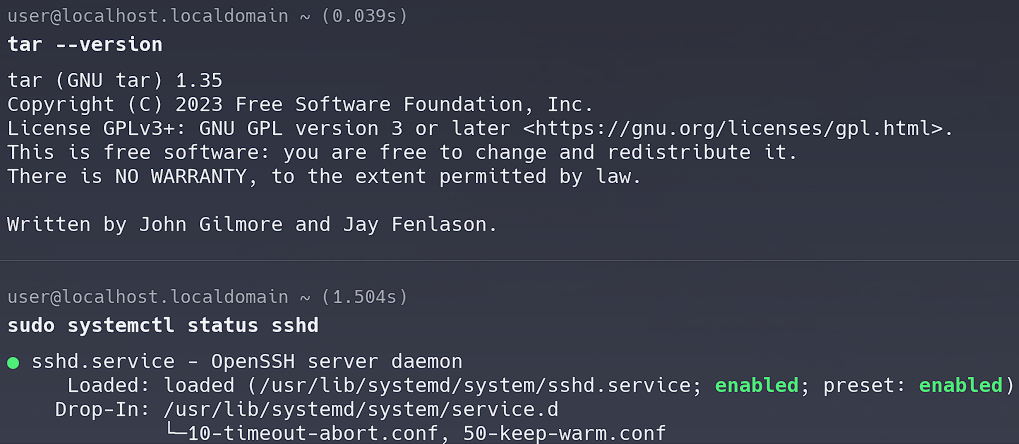 user@localhost.localdomain ~ (0.039s)
tar --version
tar (GNU tar) 1.35
Copyright (C) 2023 Free Software Foundation, Inc.
License GPLv3+: GNU GPL version 3 or later <https://gnu.org/licenses/gpl.html>.
This is free software: you are free to change and redistribute it.
There is NO WARRANTY, to the extent permitted by law.
Written by John Gilmore and Jay Fenlason.
user@localhost.localdomain ~ (1.504s)
sudo systemctl status sshd
● sshd.service - OpenSSH server daemon
Loaded: loaded (/usr/lib/systemd/system/sshd.service; enabled; preset: enabled)
Drop-In: /usr/lib/systemd/system/service.d
└─10-timeout-abort.conf, 50-keep-warm.conf